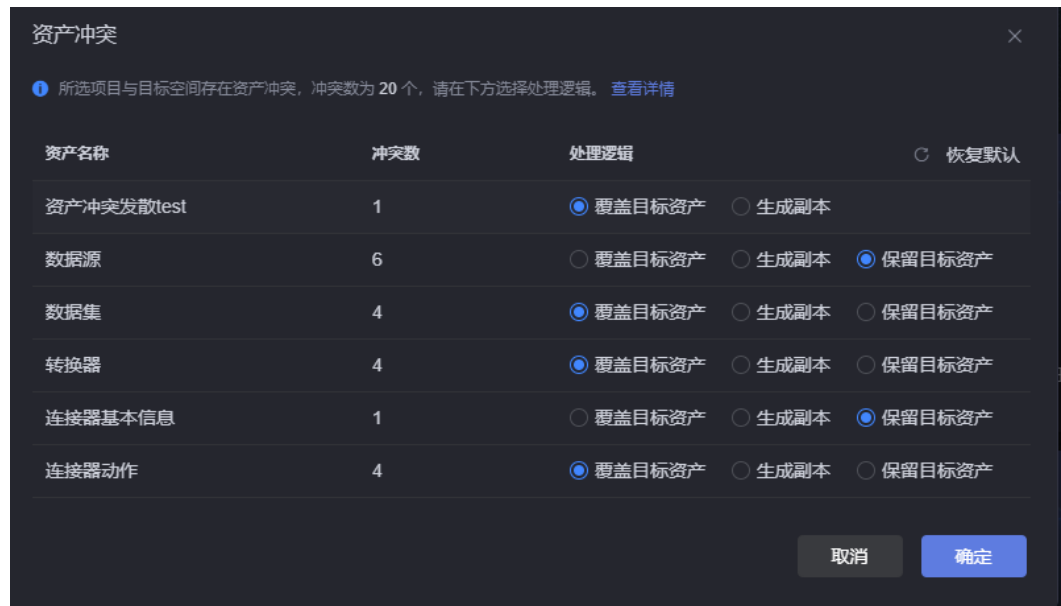 资产冲突
所选项目与目标空间存在资产冲突，冲突数为 20 个，请在下方选择处理逻辑。 查看详情
资产名称 冲突数 处理逻辑 恢复默认
资产冲突发散test 1 覆盖目标资产 生成副本
数据源 6 覆盖目标资产 生成副本 保留目标资产
数据集 4 覆盖目标资产 生成副本 保留目标资产
转换器 4 覆盖目标资产 生成副本 保留目标资产
连接器基本信息 1 覆盖目标资产 生成副本 保留目标资产
连接器动作 4 覆盖目标资产 生成副本 保留目标资产
取消 确定